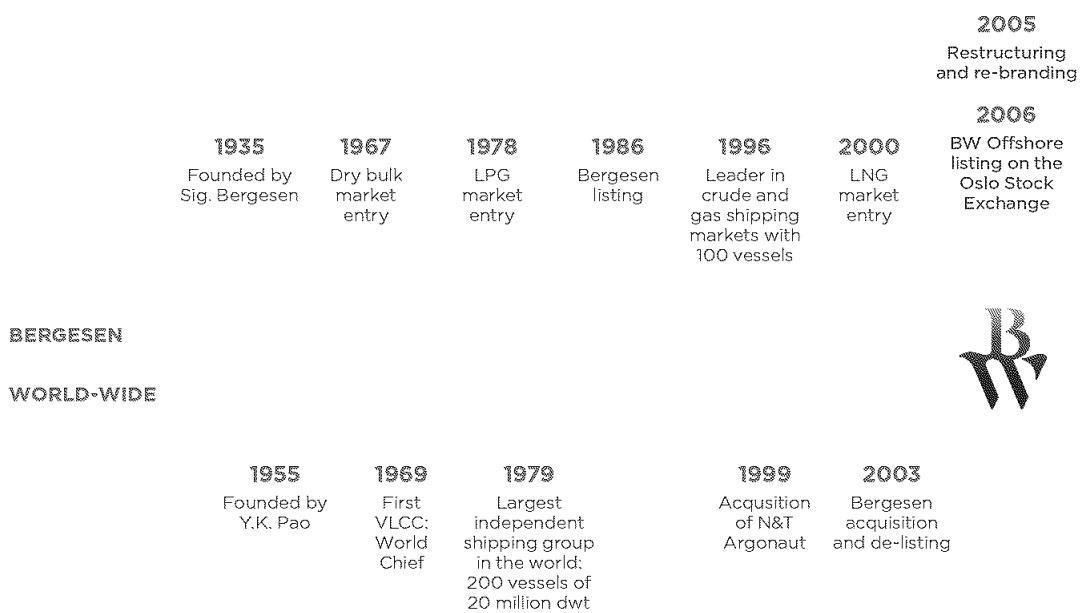 2005
Restructuring
and re-branding
2006
BW Offshore
listing on the
Oslo Stock
Exchange
1935
Founded by
Sig. Bergesen
1967
Dry bulk
market
entry
1978
LPG
market
entry
1986
Bergesen
listing
1996
Leader in
crude and
gas shipping
markets with
100 vessels
2000
LNG
market
entry
BERGESEN
WORLD-WIDE
BW
1955
Founded by
Y.K. Pao
1969
First
VLCC:
World
Chief
1979
Largest
independent
shipping group
in the world:
200 vessels of
20 million dwt
1999
Acqusition
of N&T
Argonaut
2003
Bergesen
acquisition
and de-listing